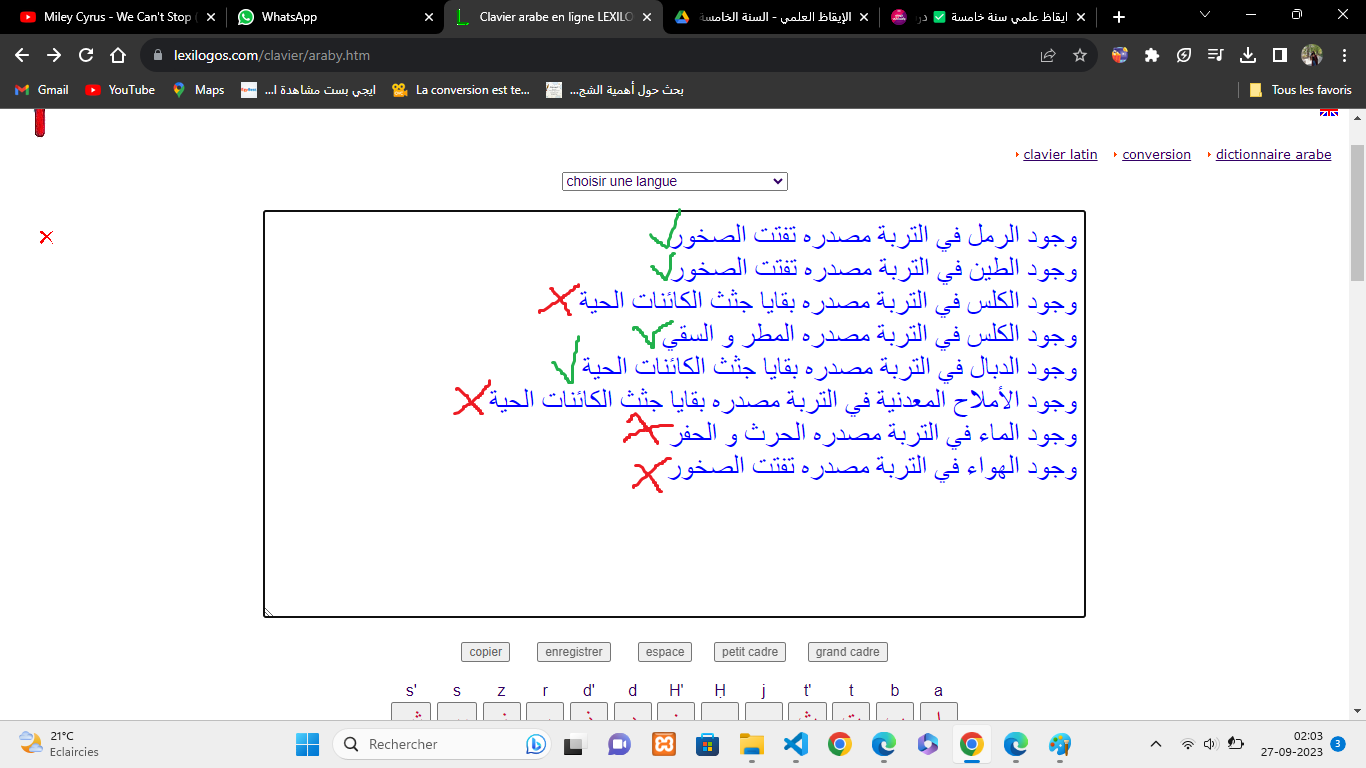 Miley Cyrus - We Can't Stop (
WhatsApp
Clavier arabe en ligne LEXILO
الإيقاظ العلمي - السنة الخامسة
ايقاظ علمي سنة خامسة ✅ در
lexilogos.com/clavier/araby.htm
Gmail
YouTube
Maps
ايجي بست مشاهدة ا...
La conversion est te...
بحث حول أهمية الشج...
Tous les favoris
clavier latin
conversion
dictionnaire arabe
choisir une langue
وجود الرمل في التربة مصدره تفتت الصخور
وجود الطين في التربة مصدره تفتت الصخور
وجود الكلس في التربة مصدره بقايا جثث الكائنات الحية
وجود الكلس في التربة مصدره المطر و السقي
وجود الدبال في التربة مصدره بقايا جثث الكائنات الحية
وجود الأملاح المعدنية في التربة مصدره بقايا جثث الكائنات الحية
وجود الماء في التربة مصدره الحرث و الحفر
وجود الهواء في التربة مصدره تفتت الصخور
copier enregistrer espace petit cadre grand cadre
s' s z r d' d H' Ḥ j t' t b a
21°C
Eclaircies
Rechercher
02:03
27-09-2023
3